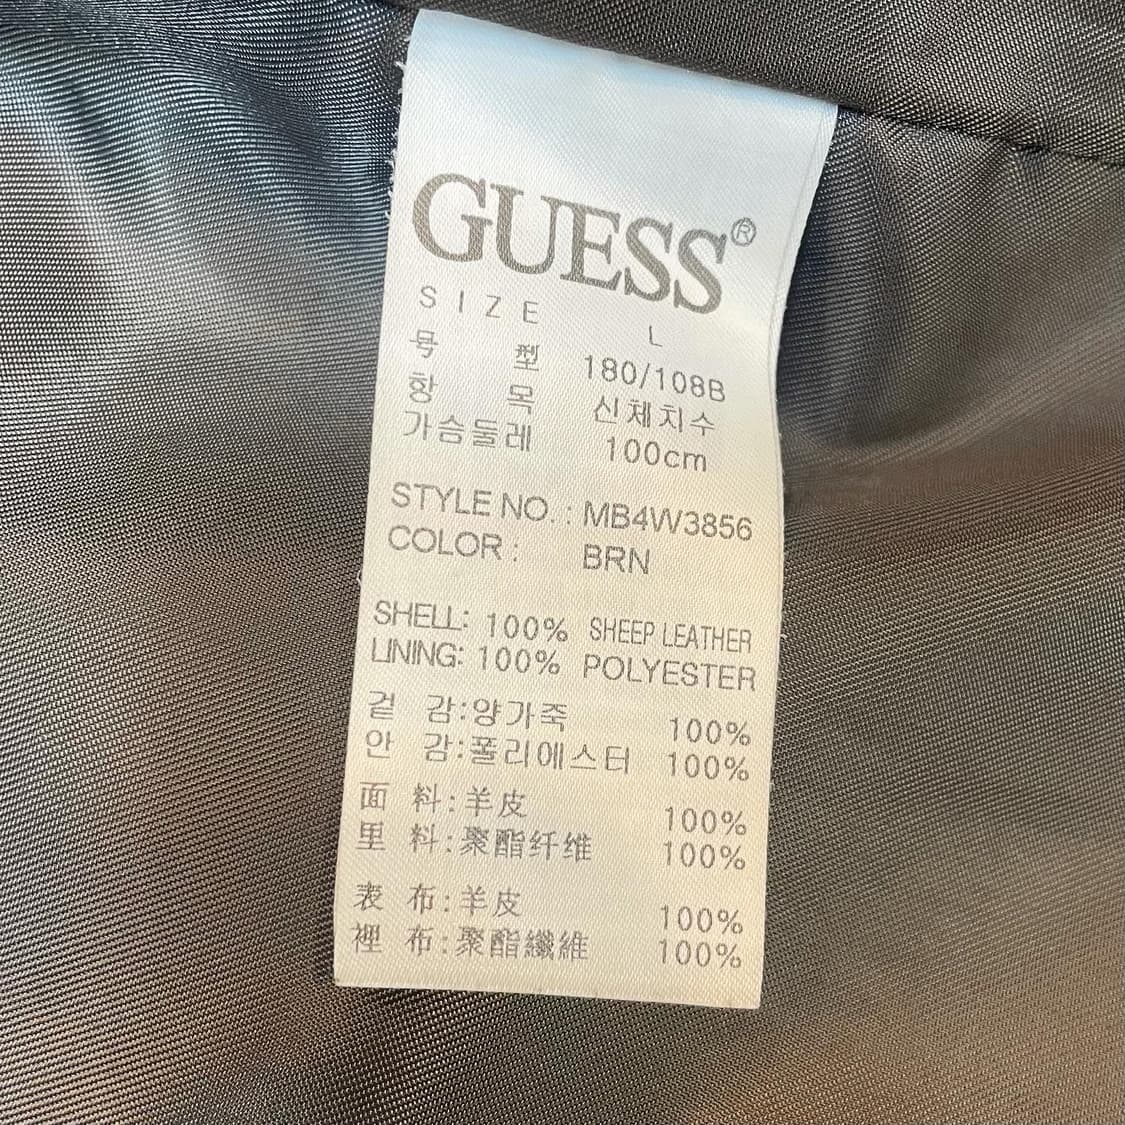 GUESS®
SIZE L
号 型 180/108B
항 목 신체치수
가슴둘레 100cm
STYLE NO. : MB4W3856
COLOR : BRN
SHELL: 100% SHEEP LEATHER
LINING: 100% POLYESTER
겉 감:양가죽 100%
안 감:폴리에스터 100%
面 料:羊皮 100%
里 料:聚酯纤维 100%
表 布:羊皮 100%
裡 布:聚酯纖維 100%